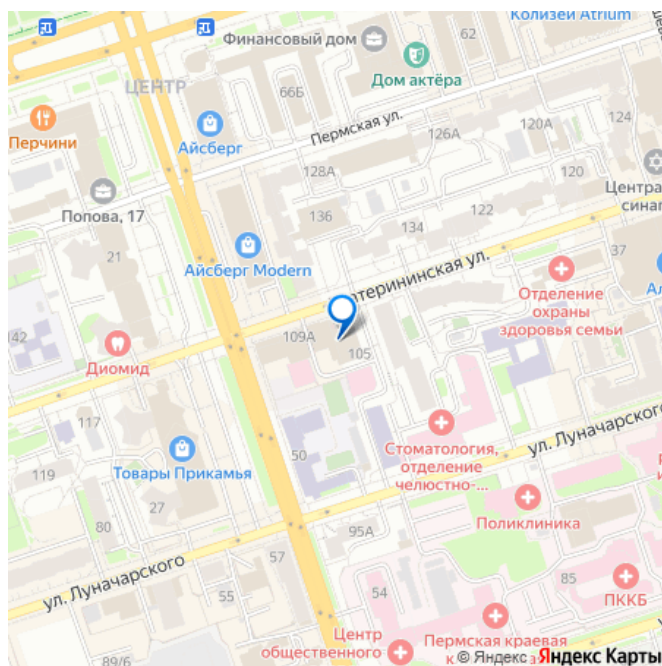 Колизей Atrium
Финансовый дом
62
Дом актёра
ЦЕНТР
66Б
Перчини
Айсберг
Пермская ул.
126А
120А
124
128А
120
Попова, 17
136
134
122
21
37
Айсберг Modern
Отделение
охраны
здоровья семьи
142
109А
105
Диомид
117
ул. Луначарского
50
Стоматология,
отделение
челюстно-...
119
Товары Прикамья
27
Поликлиника
80
95А
57
ул. Луначарского
85
54
55
ПККБ
Центр
общественного
Пермская краевая
89/6
© Яндекс
Яндекс Карты